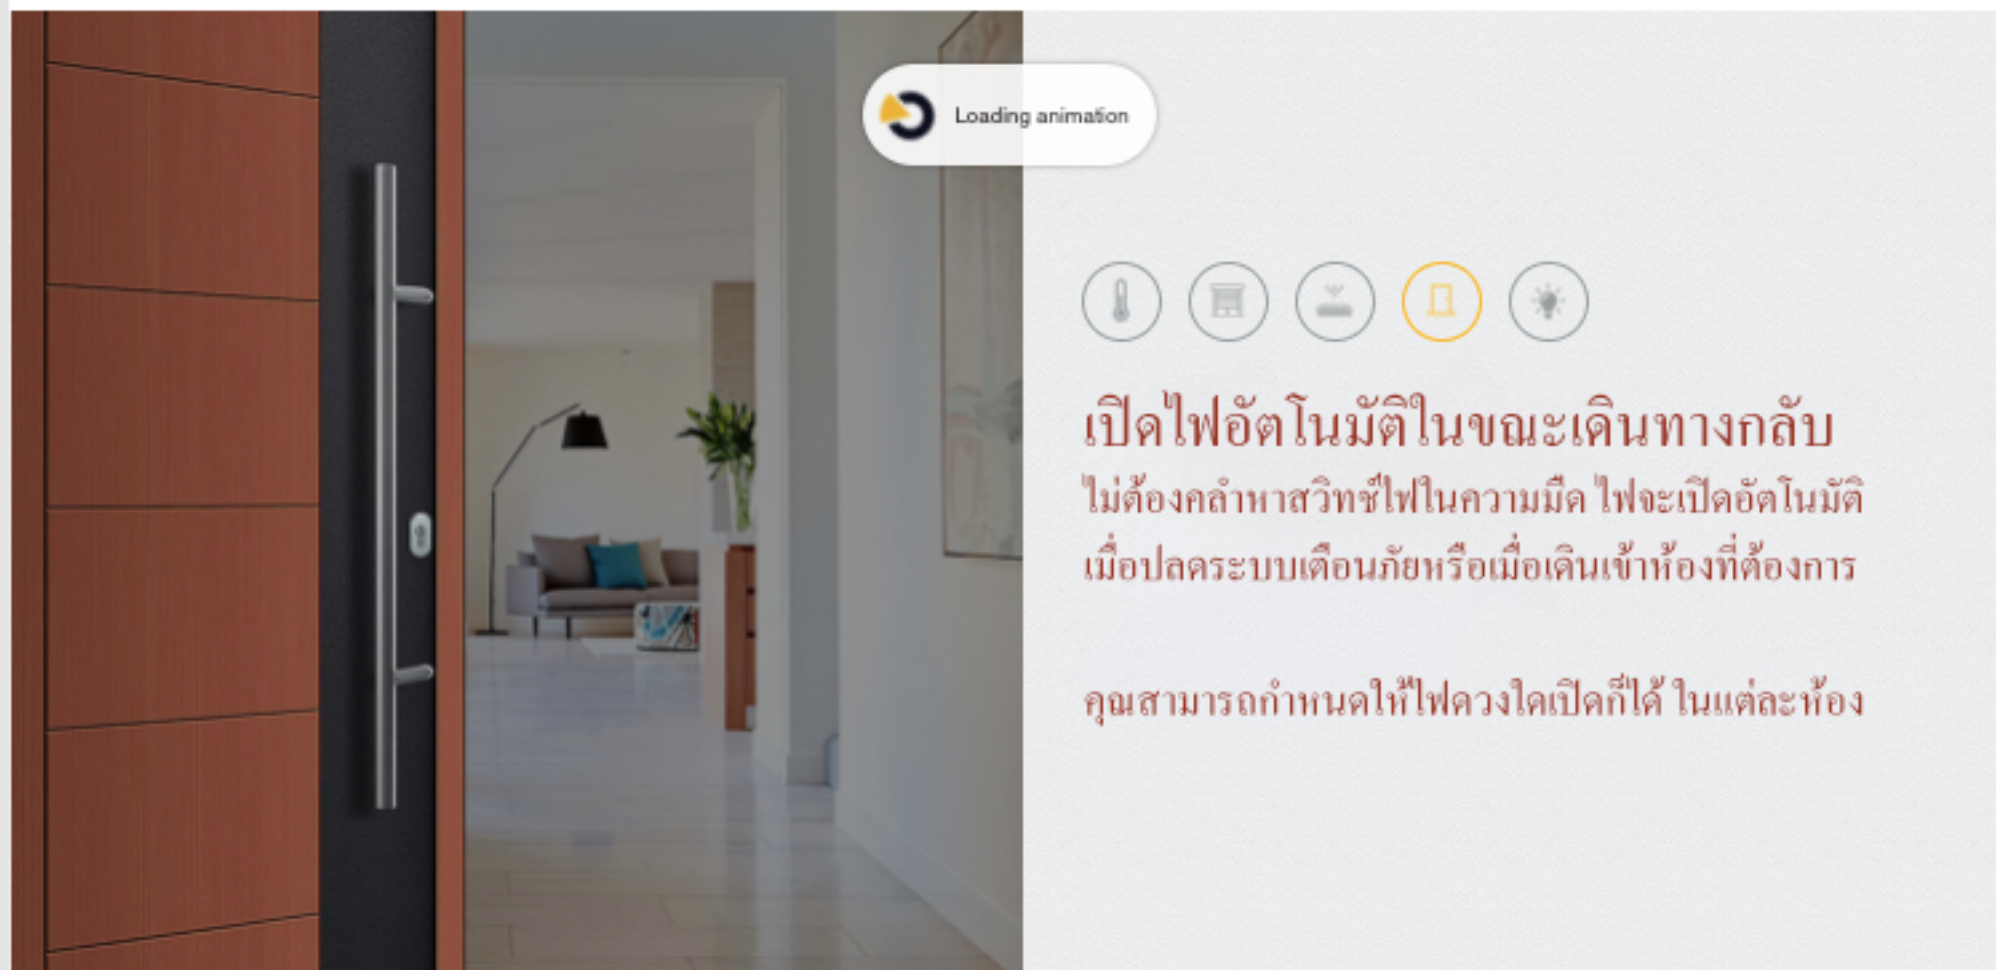 Loading animation
เปิดไฟอัตโนมัติในขณะเดินทางกลับ
ไม่ต้องคลำหาสวิทช์ไฟในความมืด ไฟจะเปิดอัตโนมัติ
เมื่อปลดระบบเตือนภัยหรือเมื่อเดินเข้าห้องที่ต้องการ
คุณสามารถกำหนดให้ไฟดวงใดเปิดก็ได้ ในแต่ละห้อง